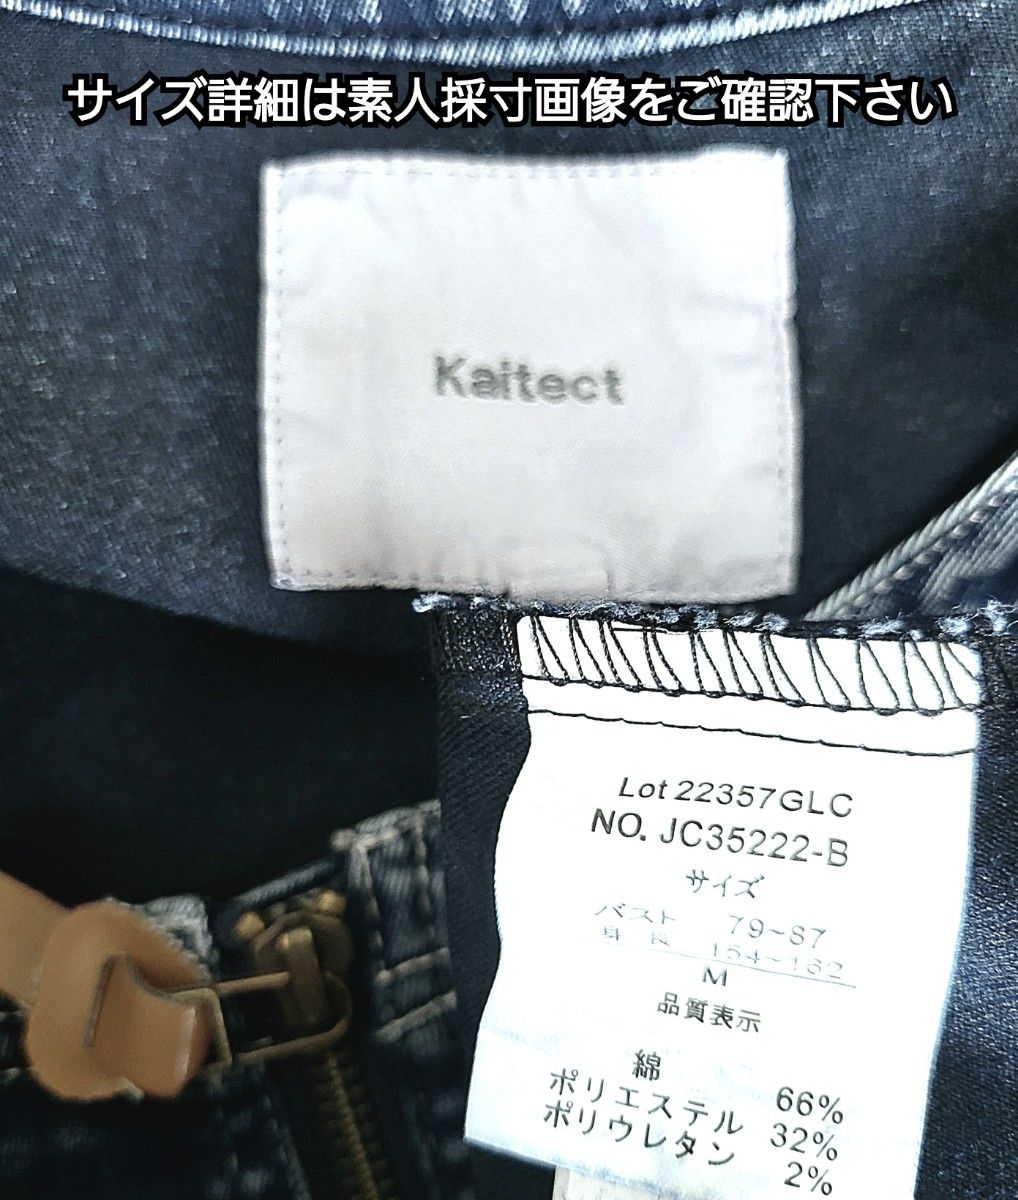 サイズ詳細は素人採寸画像をご確認下さい
Kaitect
Lot 22357GLC
NO. JC35222-B
サイズ
バスト 79~87
身長 154~162
M
品質表示
綿 66%
ポリエステル 32%
ポリウレタン 2%